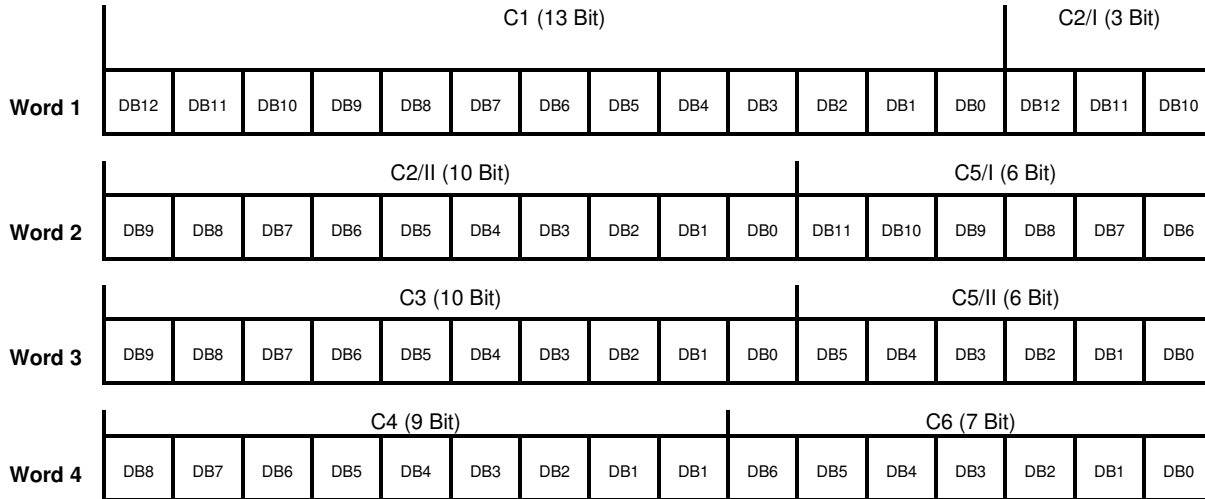 C1 (13 Bit) C2/I (3 Bit)
Word 1 DB12 DB11 DB10 DB9 DB8 DB7 DB6 DB5 DB4 DB3 DB2 DB1 DB0 DB12 DB11 DB10
C2/II (10 Bit) C5/I (6 Bit)
Word 2 DB9 DB8 DB7 DB6 DB5 DB4 DB3 DB2 DB1 DB0 DB11 DB10 DB9 DB8 DB7 DB6
C3 (10 Bit) C5/II (6 Bit)
Word 3 DB9 DB8 DB7 DB6 DB5 DB4 DB3 DB2 DB1 DB0 DB5 DB4 DB3 DB2 DB1 DB0
C4 (9 Bit) C6 (7 Bit)
Word 4 DB8 DB7 DB6 DB5 DB4 DB3 DB2 DB1 DB1 DB6 DB5 DB4 DB3 DB2 DB1 DB0